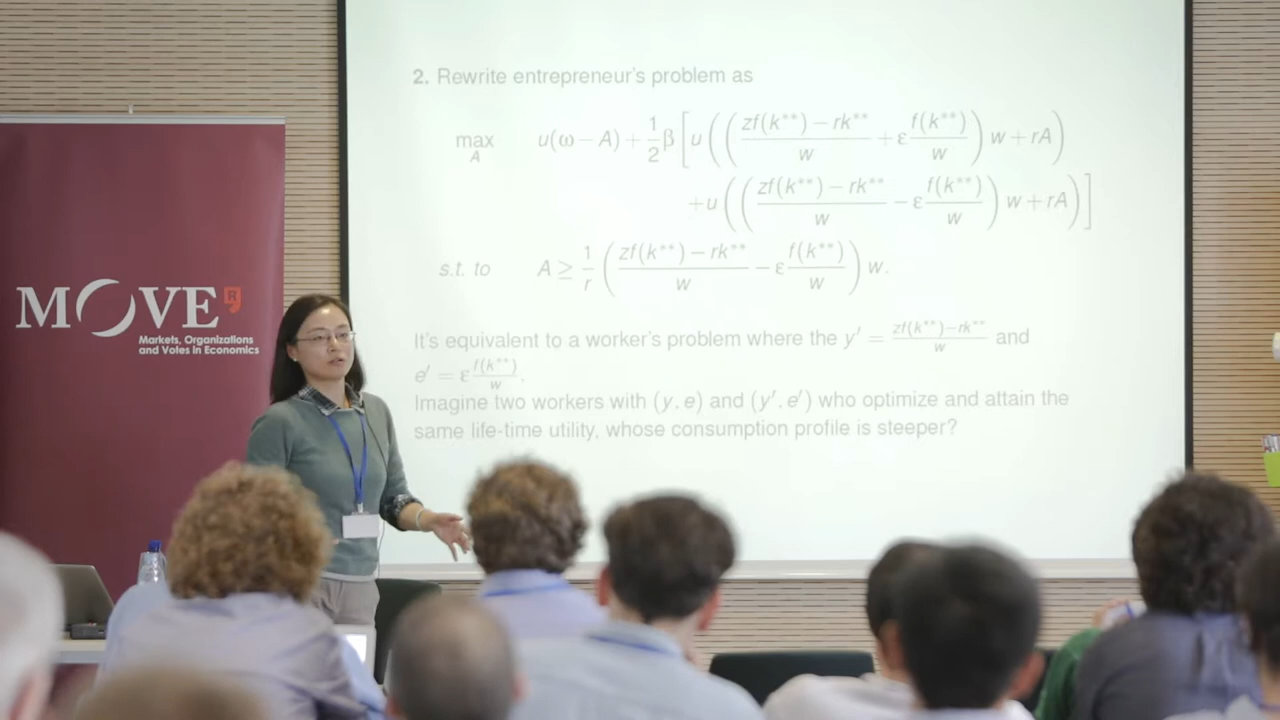 MOVE
Markets, Organizations
and Votes in Economics
2. Rewrite entrepreneur's problem as
max_A u(ω − A) + 1/2 β [ u ( ( (zf(k**) − rk**)/w + ε f(k**)/w ) w + rA )
+u ( ( (zf(k**) − rk**)/w − ε f(k**)/w ) w + rA ) ]
s.t. to A ≥ 1/r ( (zf(k**) − rk**)/w − ε f(k**)/w ) w.
It's equivalent to a worker's problem where the y′ = (zf(k**)−rk**)/w and
e′ = ε f(k**)/w.
Imagine two workers with (y, e) and (y′, e′) who optimize and attain the
same life-time utility, whose consumption profile is steeper?